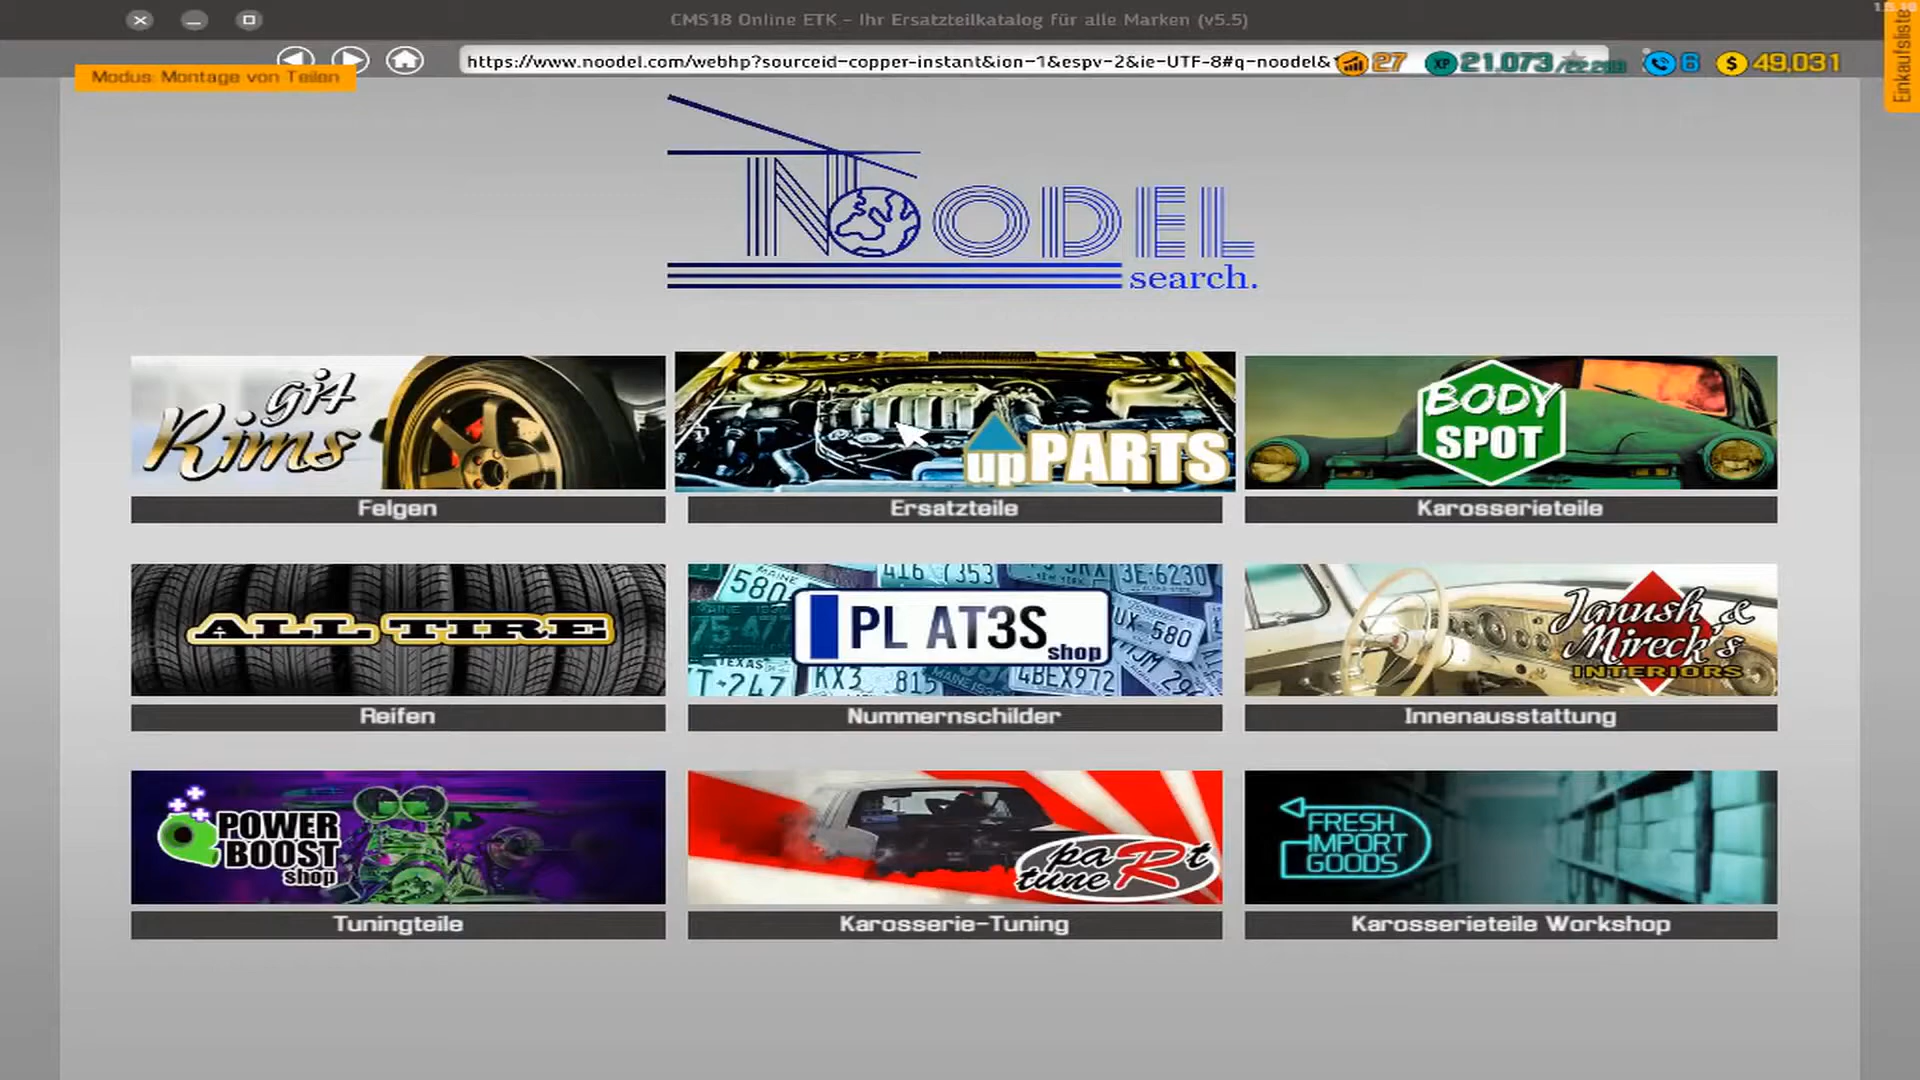 CMS18 Online ETK - Ihr Ersatzteilkatalog für alle Marken (v5.5)
https://www.noodel.com/webhp?sourceid-copper-instant&ion-1&espv-2&ie-UTF-8#q-noodel&
27
XP 21.073
6
$ 49,031
Einkaufsliste
Modus: Montage von Teilen
NOODEL
search.
git Rims
upPARTS
BODY SPOT
Felgen
Ersatzteile
Karosserieteile
ALL TIRE
PL AT3S shop
Janush & Mireck's INTERIORS
Reifen
Nummernschilder
Innenausstattung
POWER BOOST shop
paRt tune
FRESH IMPORT GOODS
Tuningteile
Karosserie-Tuning
Karosserieteile Workshop